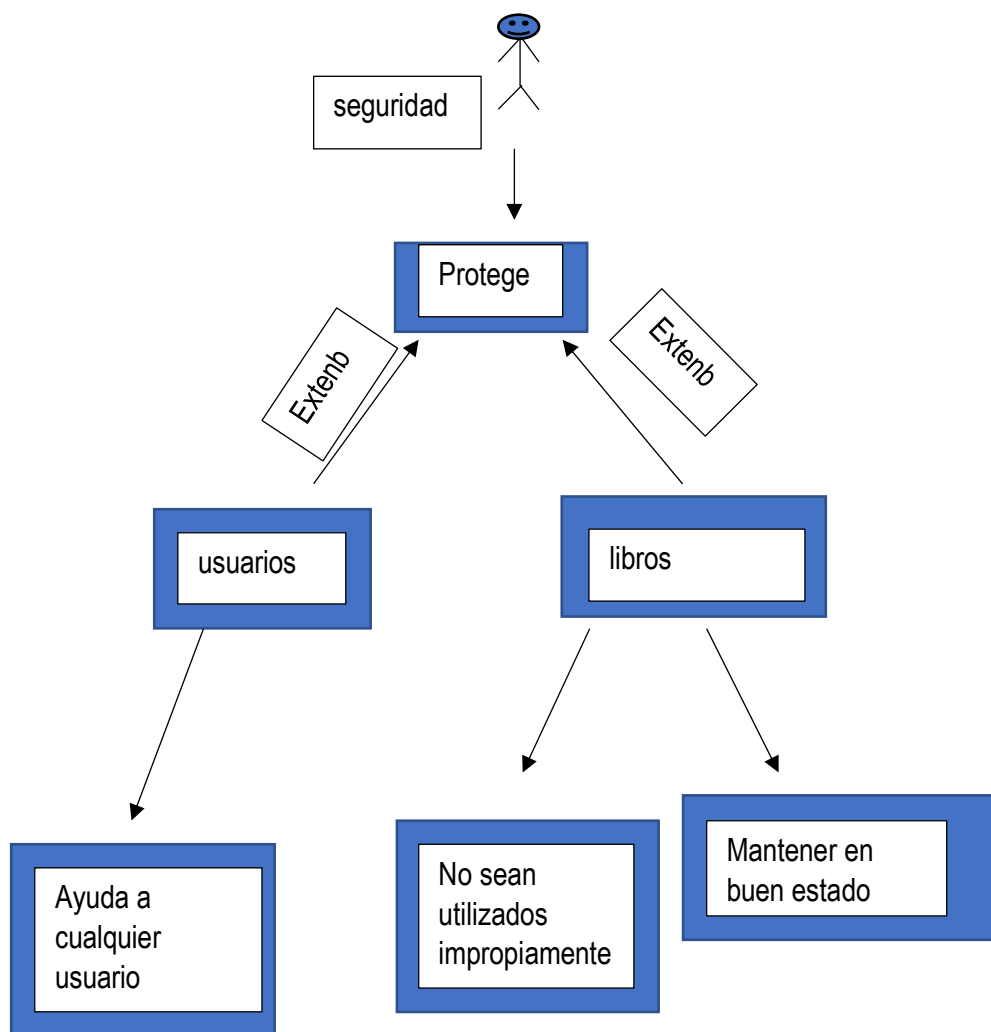 seguridad
Protege
Extenb
Extenb
usuarios
libros
Ayuda a
cualquier
usuario
No sean
utilizados
impropiamente
Mantener en
buen estado